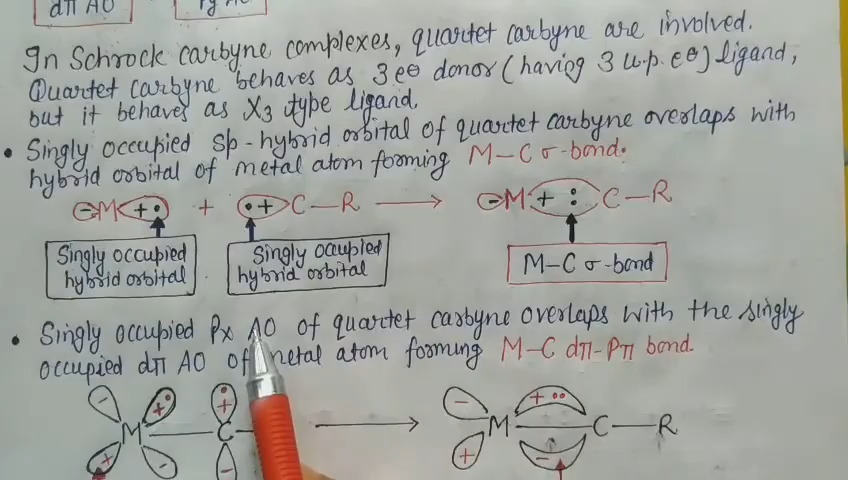 dπ AO
In Schrock carbyne complexes, quartet carbyne are involved.
Quartet carbyne behaves as 3e⊖ donor (having 3 u.p. e⊖) ligand,
but it behaves as X3 type ligand.
• Singly occupied sp-hybrid orbital of quartet carbyne overlaps with
hybrid orbital of metal atom forming M–C σ-bond.
⊖M + • + • + C–R → ⊖M + : C–R
Singly occupied
hybrid orbital
Singly occupied
hybrid orbital
M–C σ-bond
• Singly occupied Px AO of quartet carbyne overlaps with the singly
occupied dπ AO of metal atom forming M–C dπ-Pπ bond.
− + • • + − M C → − + •• M C–R
+ − − + −